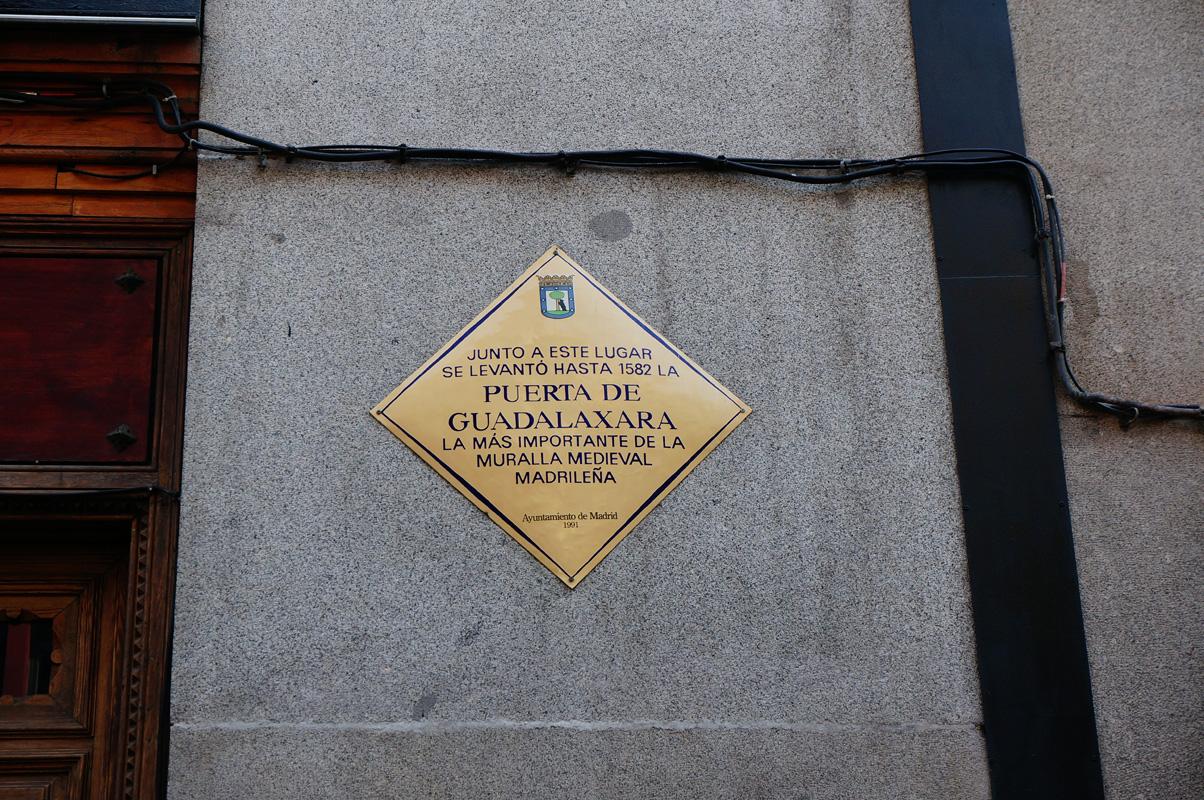 JUNTO A ESTE LUGAR
SE LEVANTÓ HASTA 1582 LA
PUERTA DE
GUADALAXARA
LA MÁS IMPORTANTE DE LA
MURALLA MEDIEVAL
MADRILEÑA
Ayuntamiento de Madrid
1991